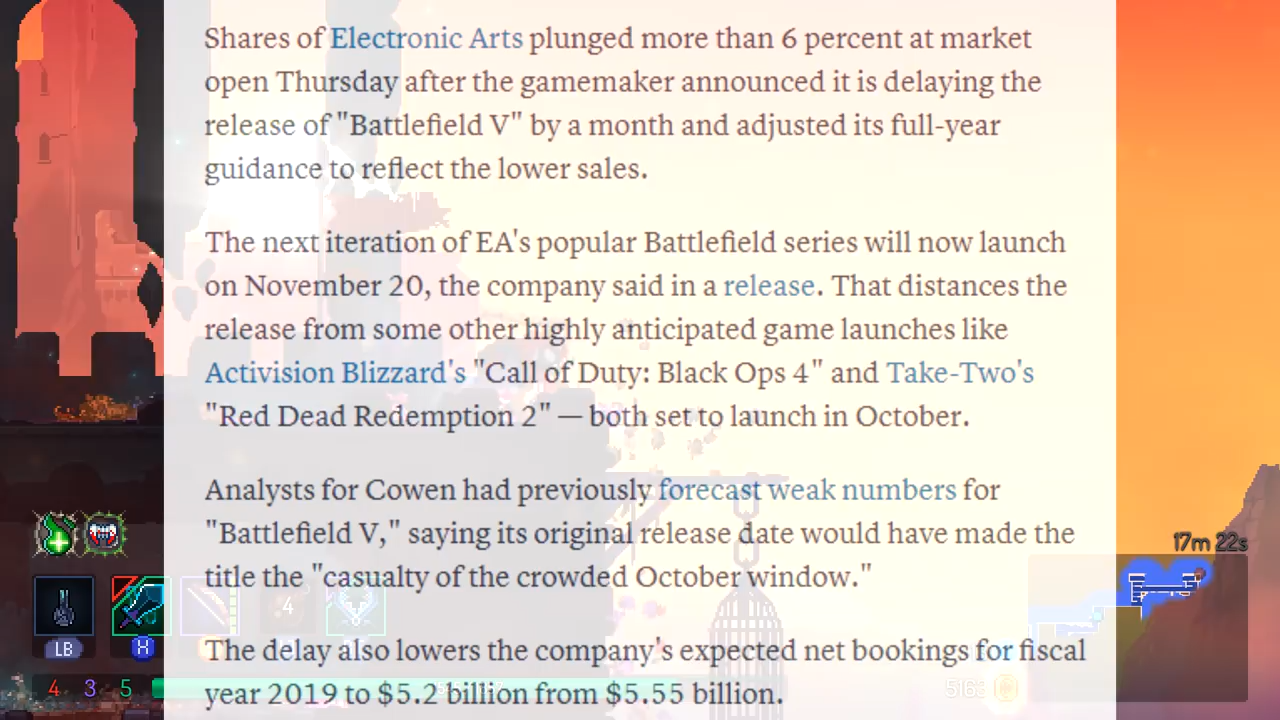 Shares of Electronic Arts plunged more than 6 percent at market
open Thursday after the gamemaker announced it is delaying the
release of "Battlefield V" by a month and adjusted its full-year
guidance to reflect the lower sales.
The next iteration of EA's popular Battlefield series will now launch
on November 20, the company said in a release. That distances the
release from some other highly anticipated game launches like
Activision Blizzard's "Call of Duty: Black Ops 4" and Take-Two's
"Red Dead Redemption 2" — both set to launch in October.
Analysts for Cowen had previously forecast weak numbers for
"Battlefield V," saying its original release date would have made the
title the "casualty of the crowded October window."
17m 22s
4
LB
H
The delay also lowers the company's expected net bookings for fiscal
year 2019 to $5.2 billion from $5.55 billion.
4 3 5